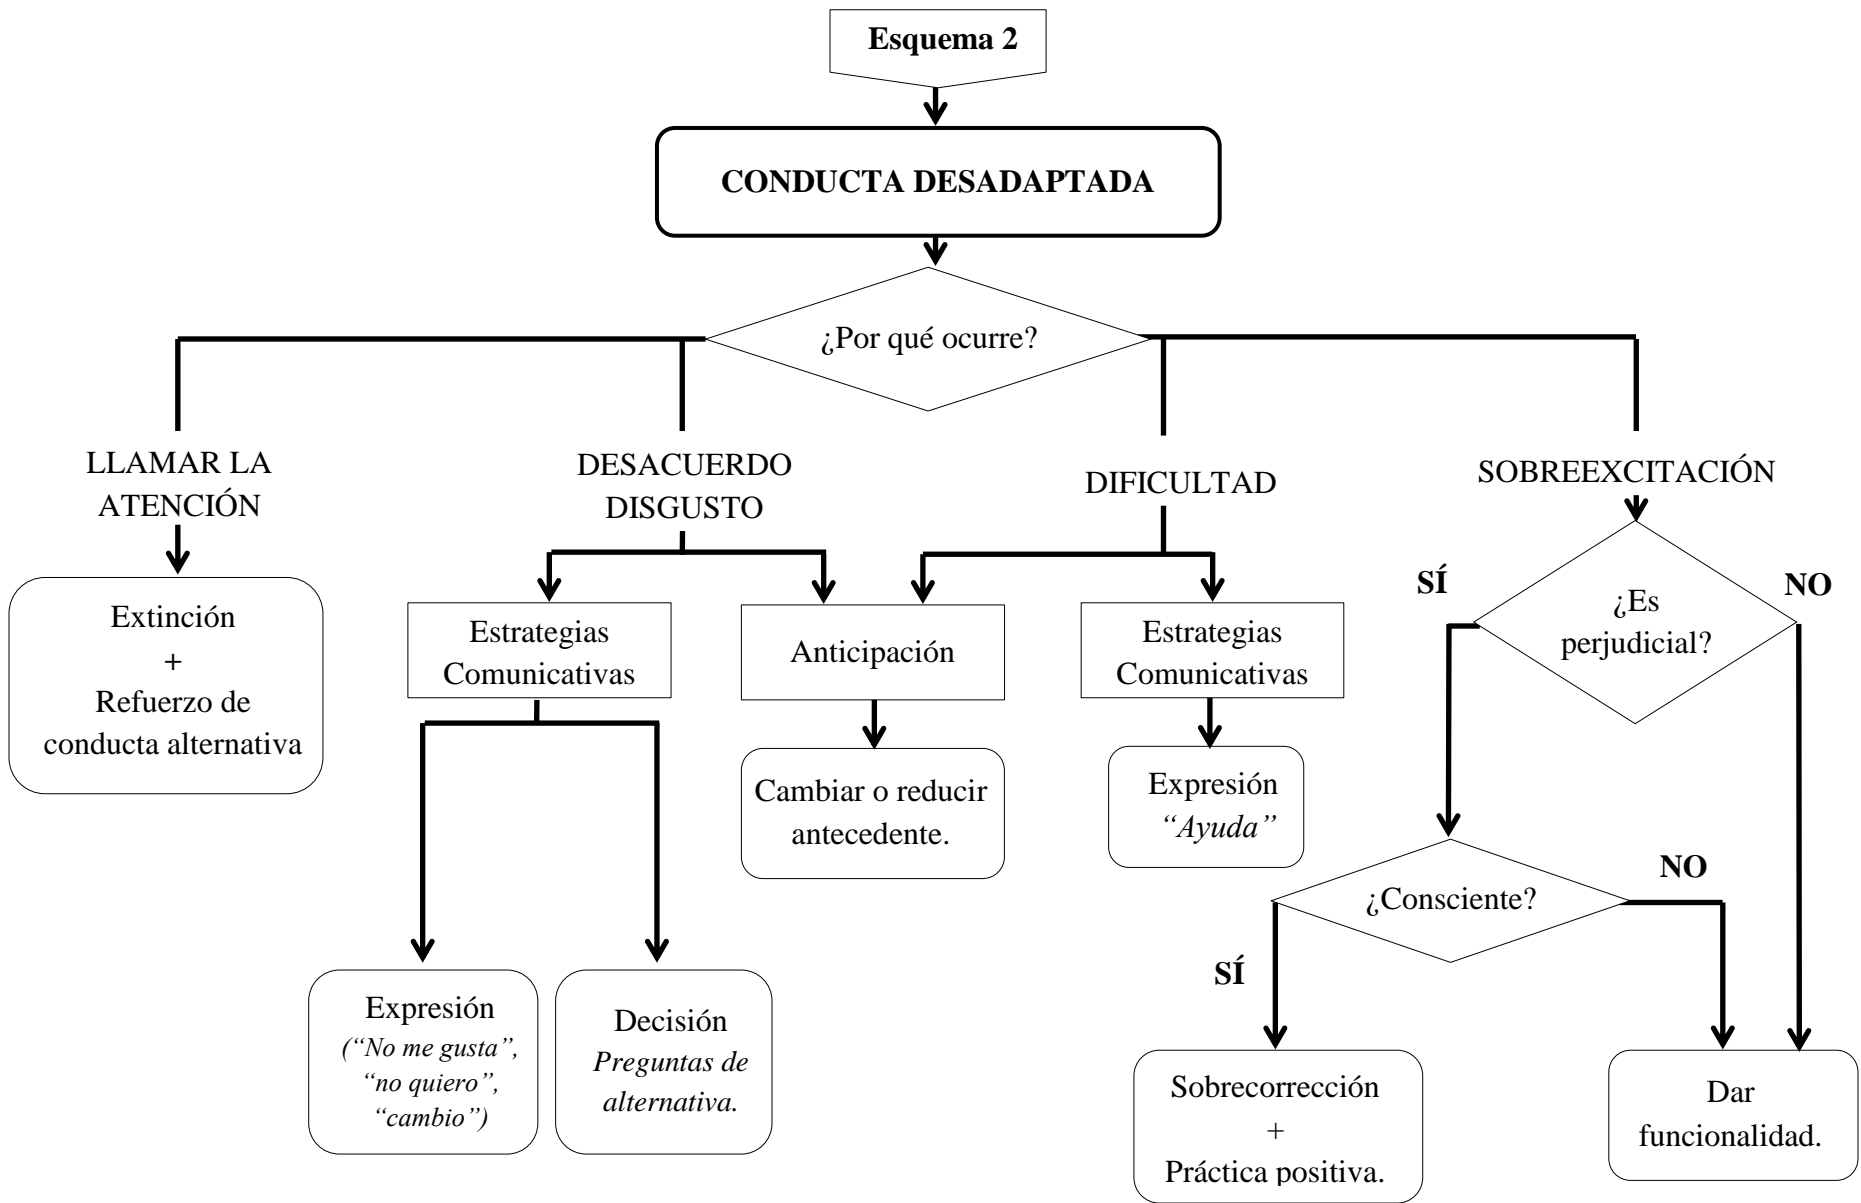 Esquema 2
CONDUCTA DESADAPTADA
¿Por qué ocurre?
LLAMAR LA
ATENCIÓN
DESACUERDO
DISGUSTO
DIFICULTAD
SOBREEXCITACIÓN
Extinción
+
Refuerzo de
conducta alternativa
Estrategias
Comunicativas
Anticipación
Estrategias
Comunicativas
SÍ
¿Es
perjudicial?
NO
Cambiar o reducir
antecedente.
Expresión
“Ayuda”
¿Consciente?
NO
SÍ
Expresión
(“No me gusta”,
“no quiero”,
“cambio”)
Decisión
Preguntas de
alternativa.
Sobrecorrección
+
Práctica positiva.
Dar
funcionalidad.